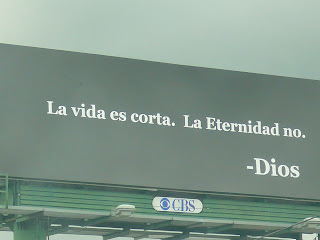 La vida es corta. La Eternidad no.
-Dios
CBS